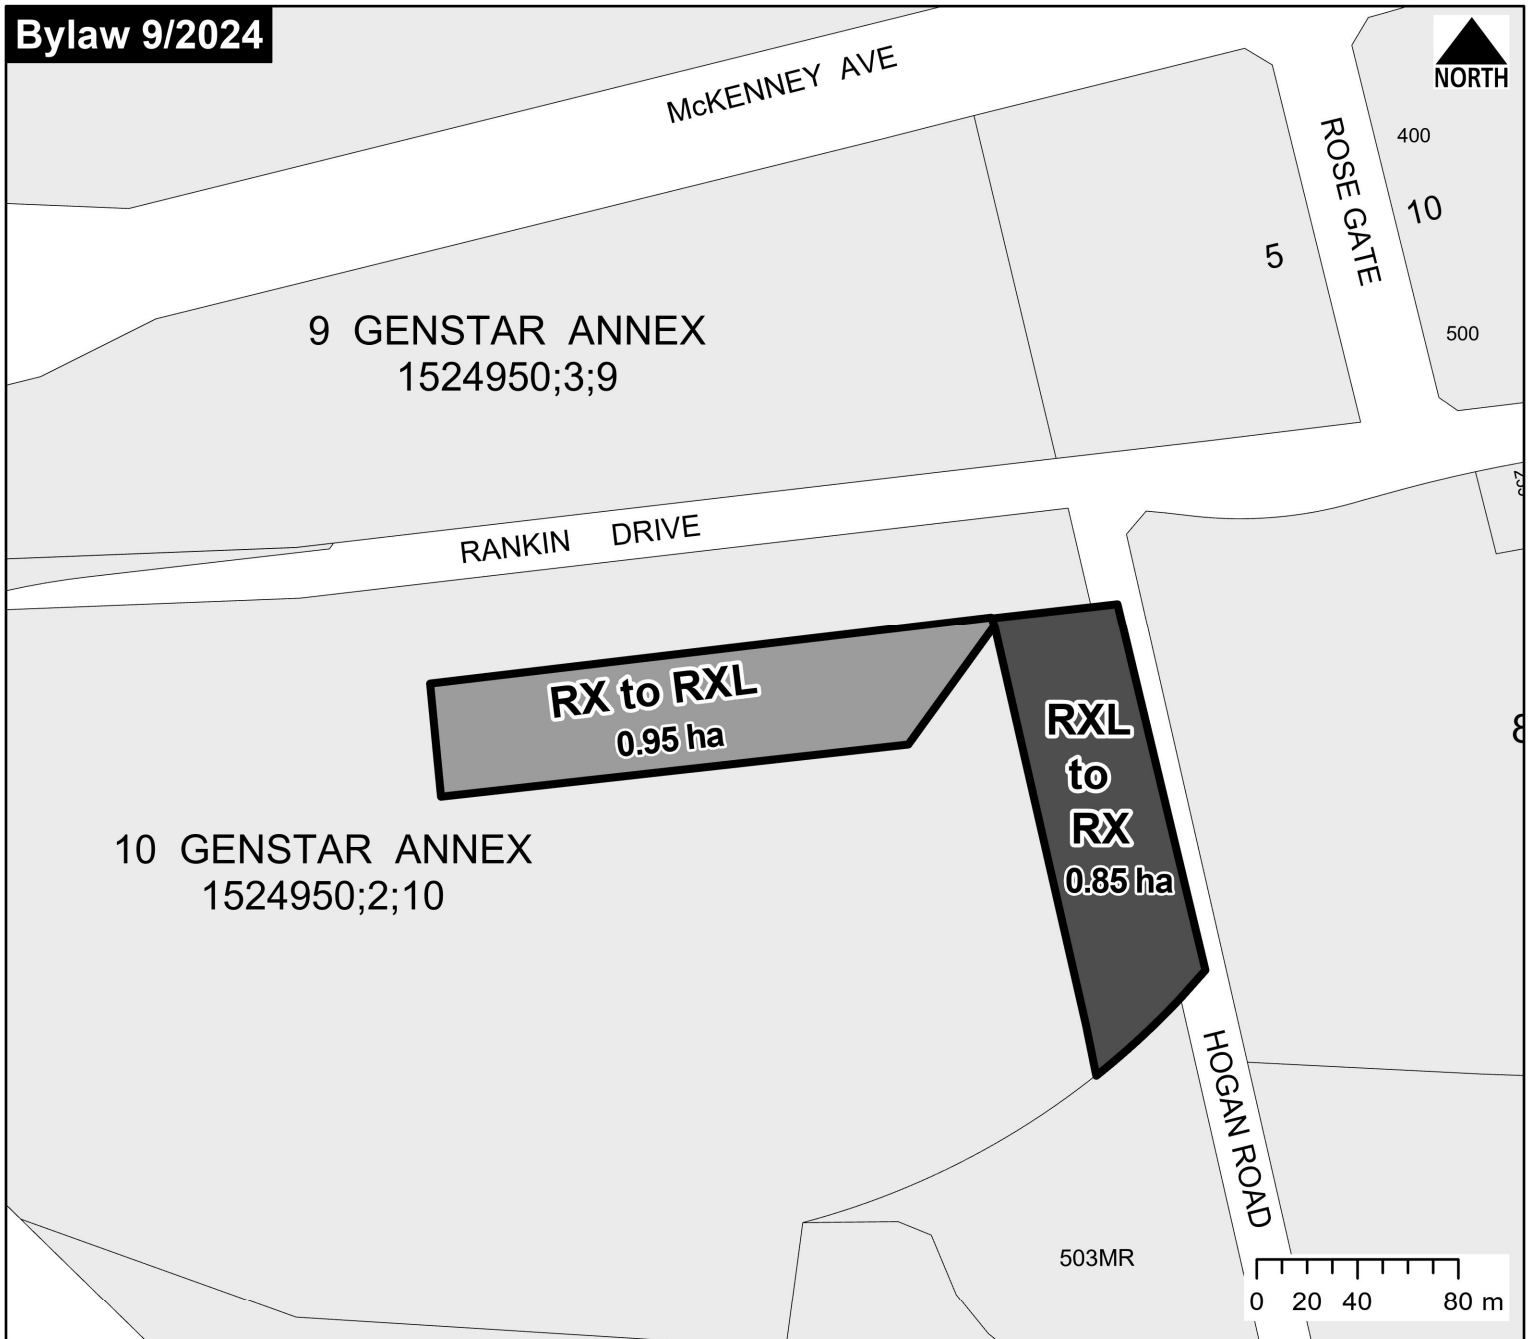 Bylaw 9/2024
NORTH
McKENNEY AVE
ROSE GATE
400
10
5
500
9 GENSTAR ANNEX
1524950;3;9
RANKIN DRIVE
RX to RXL
0.95 ha
RXL
to
RX
0.85 ha
8
10 GENSTAR ANNEX
1524950;2;10
HOGAN ROAD
503MR
0 20 40 80 m